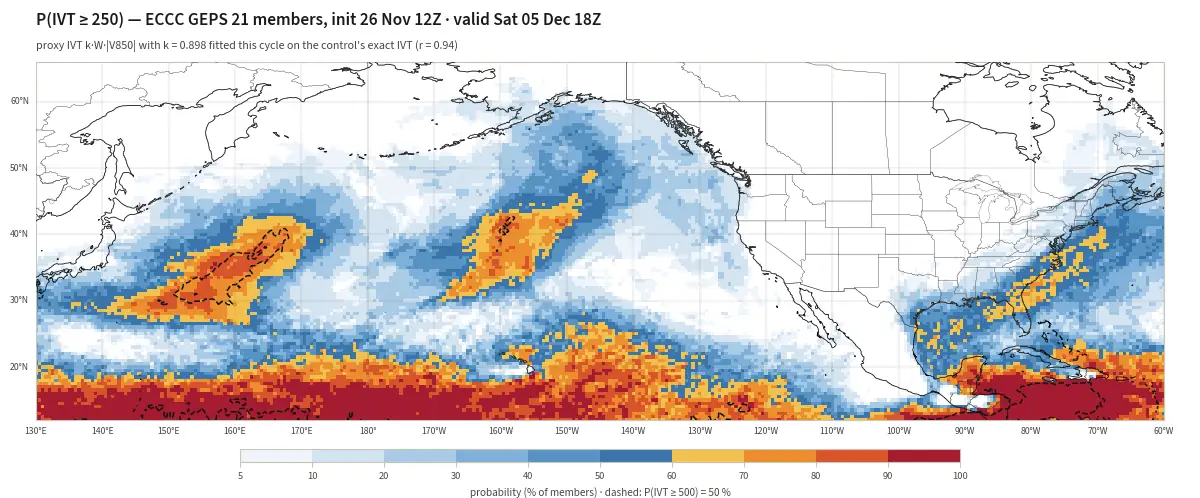 P(IVT ≥ 250) — ECCC GEPS 21 members, init 26 Nov 12Z · valid Sat 05 Dec 18Z
proxy IVT k·W·|V850| with k = 0.898 fitted this cycle on the control's exact IVT (r = 0.94)
60°N
50°N
40°N
30°N
20°N
130°E 140°E 150°E 160°E 170°E 180° 170°W 160°W 150°W 140°W 130°W 120°W 110°W 100°W 90°W 80°W 70°W 60°W
5 10 20 30 40 50 60 70 80 90 100
probability (% of members) · dashed: P(IVT ≥ 500) = 50 %